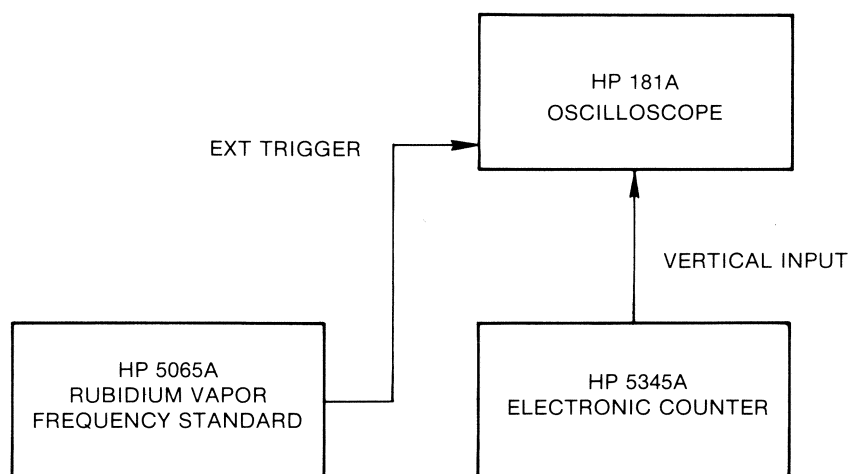 HP 181A
OSCILLOSCOPE
EXT TRIGGER
VERTICAL INPUT
HP 5065A
RUBIDIUM VAPOR
FREQUENCY STANDARD
HP 5345A
ELECTRONIC COUNTER